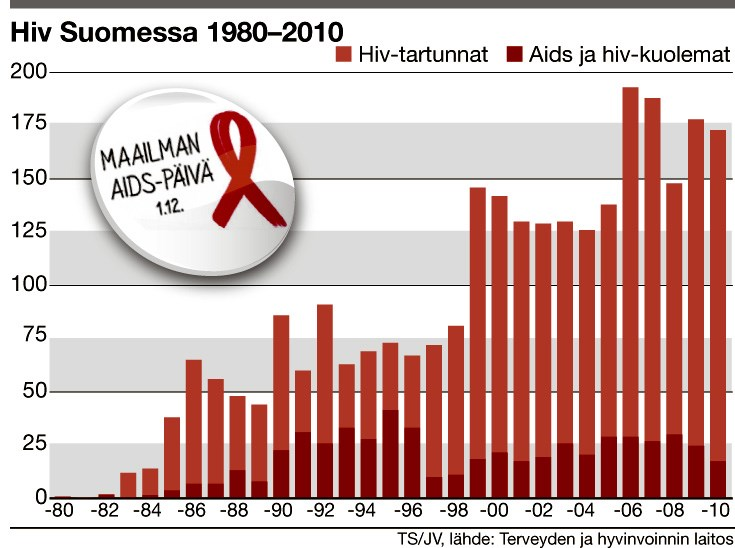 Hiv Suomessa 1980–2010
Hiv-tartunnat Aids ja hiv-kuolemat
200
175
150
125
100
75
50
25
0
MAAILMAN
AIDS-PÄIVÄ
1.12.
-80 -82 -84 -86 -88 -90 -92 -94 -96 -98 -00 -02 -04 -06 -08 -10
TS/JV, lähde: Terveyden ja hyvinvoinnin laitos